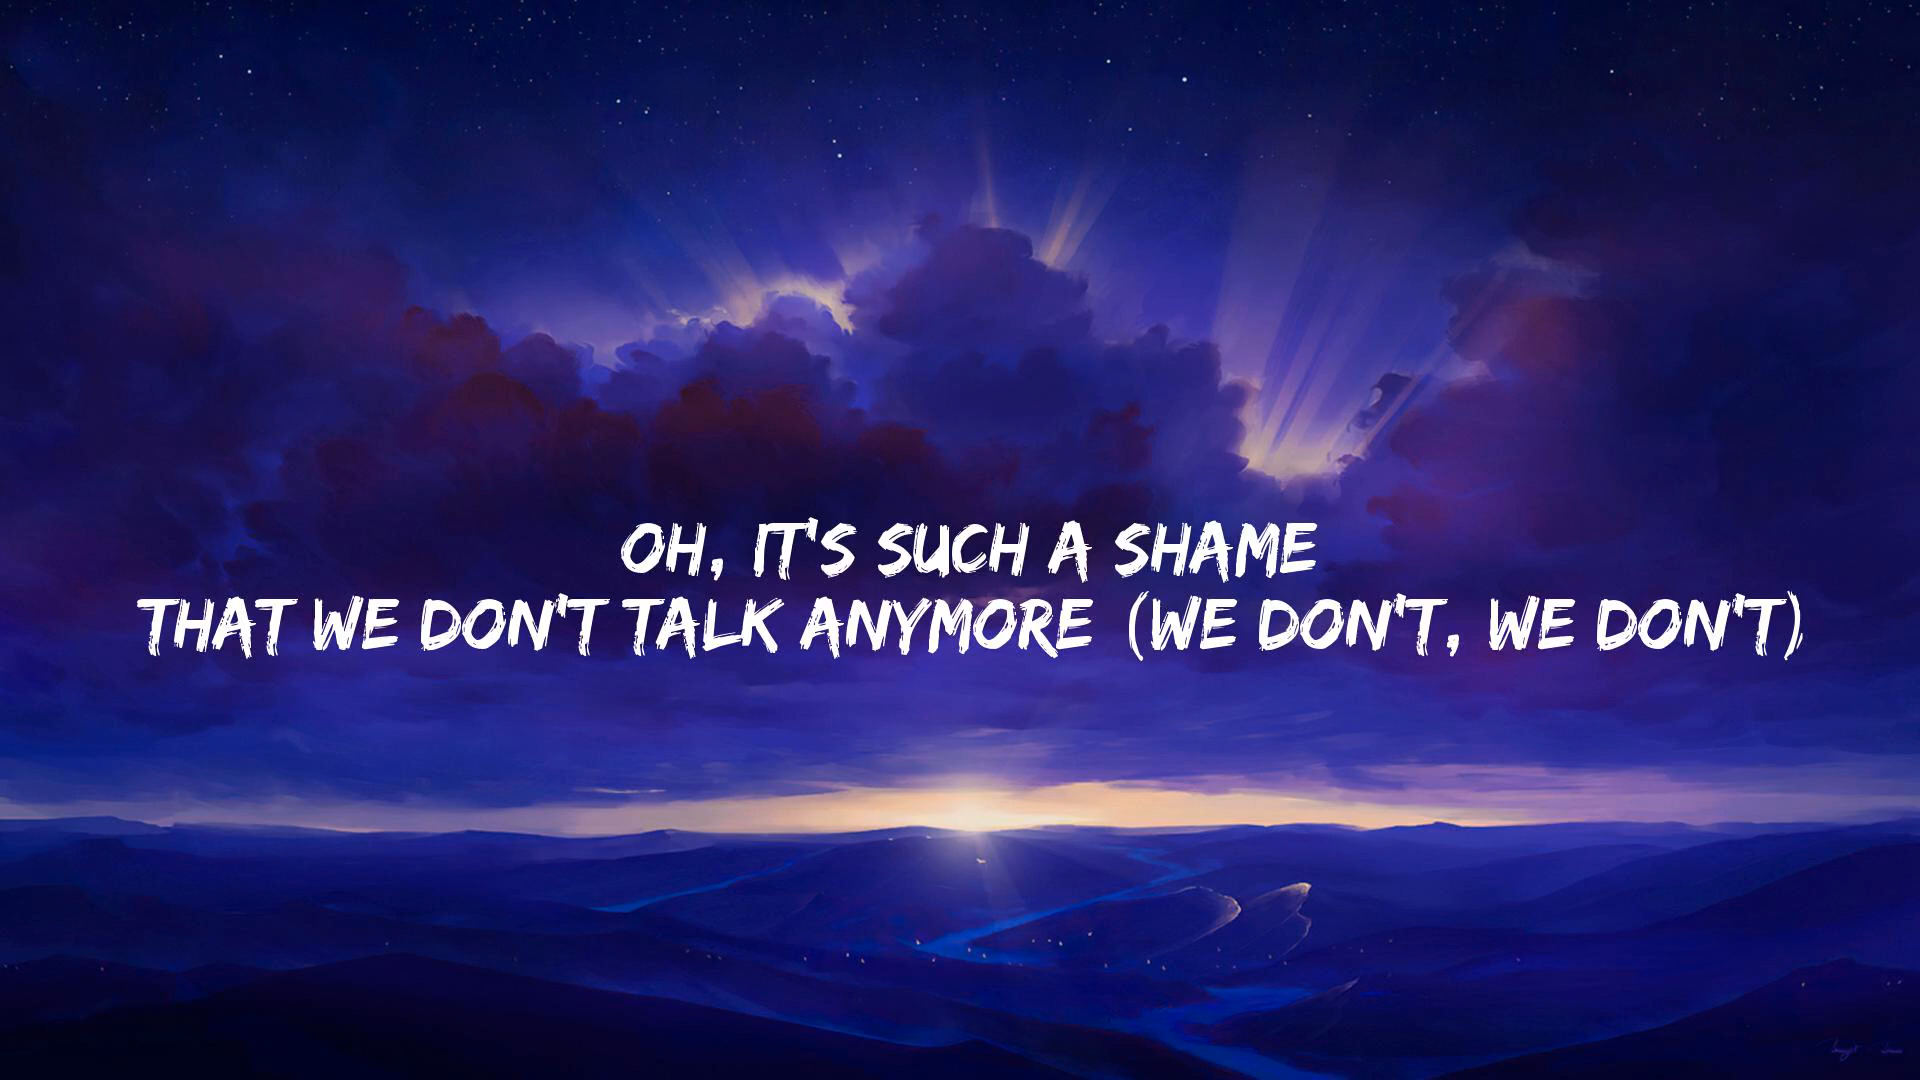 OH, IT'S SUCH A SHAME
THAT WE DON'T TALK ANYMORE (WE DON'T, WE DON'T)